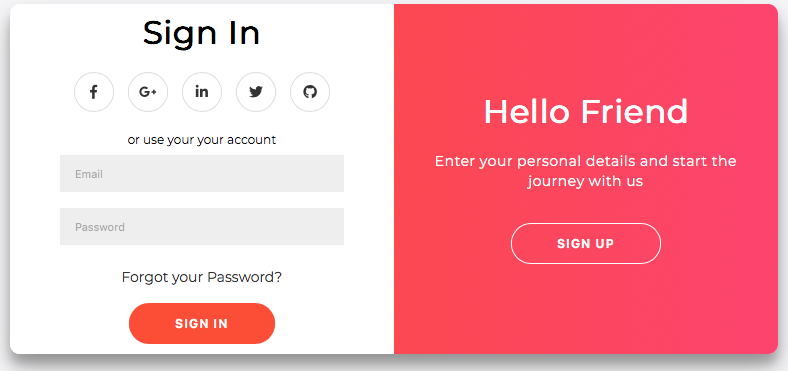 Sign In
or use your your account
Email
Password
Forgot your Password?
SIGN IN
Hello Friend
Enter your personal details and start the
journey with us
SIGN UP